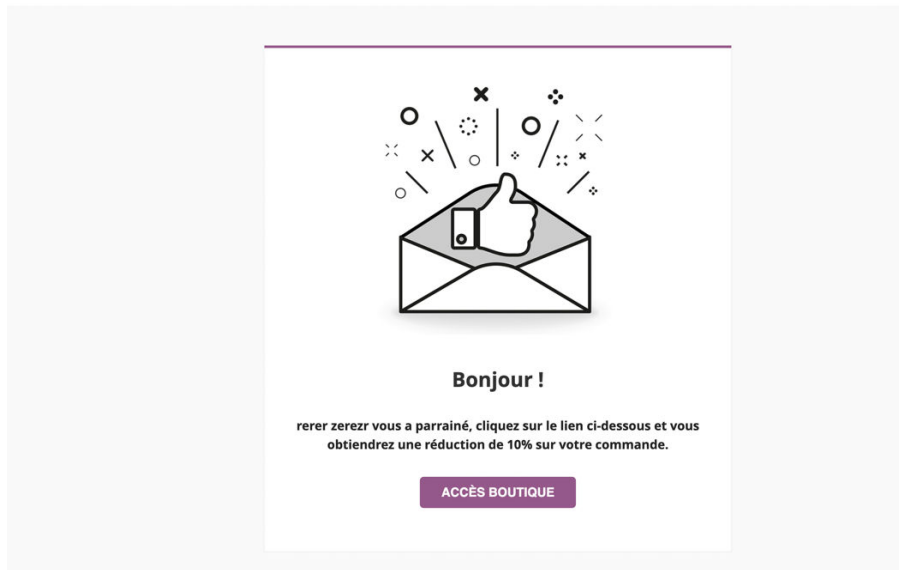 Bonjour !
rerer zerezr vous a parrainé, cliquez sur le lien ci-dessous et vous
obtiendrez une réduction de 10% sur votre commande.
ACCÈS BOUTIQUE